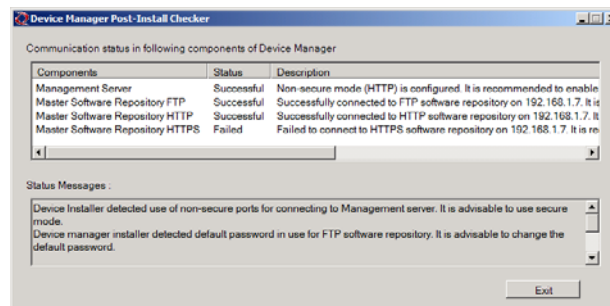 Device Manager Post-Install Checker
Communication status in following components of Device Manager
Components Status Description
Management Server Successful Non-secure mode (HTTP) is configured. It is recommended to enable
Master Software Repository FTP Successful Successfully connected to FTP software repository on 192.168.1.7. It is
Master Software Repository HTTP Successful Successfully connected to HTTP software repository on 192.168.1.7. It
Master Software Repository HTTPS Failed Failed to connect to HTTPS software repository on 192.168.1.7. It is re
Status Messages :
Device Installer detected use of non-secure ports for connecting to Management server. It is advisable to use secure
mode.
Device manager installer detected default password in use for FTP software repository. It is advisable to change the
default password.
Exit